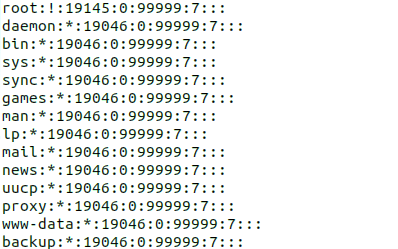 root:!:19145:0:99999:7:::
daemon:*:19046:0:99999:7:::
bin:*:19046:0:99999:7:::
sys:*:19046:0:99999:7:::
sync:*:19046:0:99999:7:::
games:*:19046:0:99999:7:::
man:*:19046:0:99999:7:::
lp:*:19046:0:99999:7:::
mail:*:19046:0:99999:7:::
news:*:19046:0:99999:7:::
uucp:*:19046:0:99999:7:::
proxy:*:19046:0:99999:7:::
www-data:*:19046:0:99999:7:::
backup:*:19046:0:99999:7:::